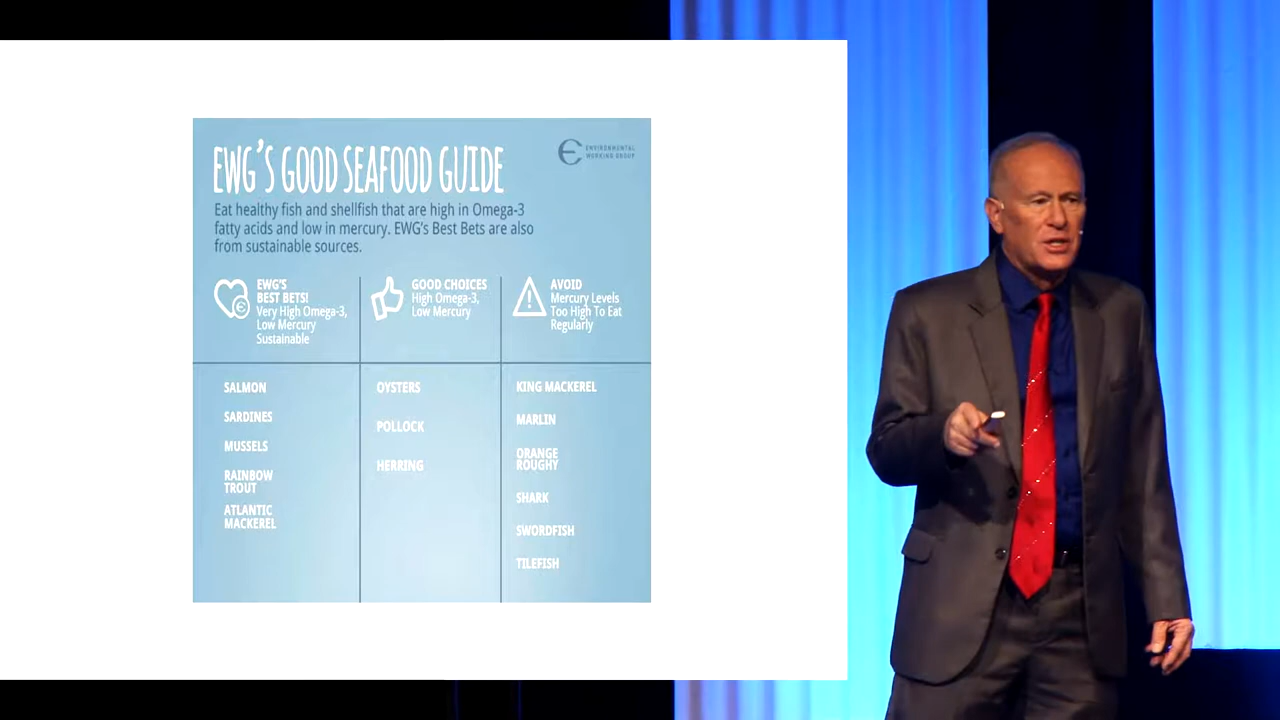 EWG'S GOOD SEAFOOD GUIDE
ENVIRONMENTAL
WORKING GROUP
Eat healthy fish and shellfish that are high in Omega-3
fatty acids and low in mercury. EWG's Best Bets are also
from sustainable sources.
EWG'S
BEST BETS!
Very High Omega-3,
Low Mercury
Sustainable
GOOD CHOICES
High Omega-3,
Low Mercury
AVOID
Mercury Levels
Too High To Eat
Regularly
SALMON
SARDINES
MUSSELS
RAINBOW
TROUT
ATLANTIC
MACKEREL
OYSTERS
POLLOCK
HERRING
KING MACKEREL
MARLIN
ORANGE
ROUGHY
SHARK
SWORDFISH
TILEFISH